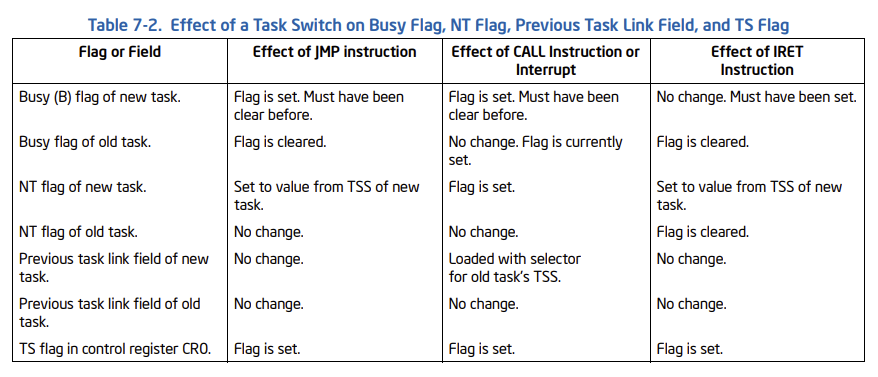 Table 7-2. Effect of a Task Switch on Busy Flag, NT Flag, Previous Task Link Field, and TS Flag
Flag or Field Effect of JMP instruction Effect of CALL Instruction or Effect of IRET
Interrupt Instruction
Busy (B) flag of new task. Flag is set. Must have been Flag is set. Must have been No change. Must have been set.
clear before. clear before.
Busy flag of old task. Flag is cleared. No change. Flag is currently Flag is cleared.
set.
NT flag of new task. Set to value from TSS of new Flag is set. Set to value from TSS of new
task. task.
NT flag of old task. No change. No change. Flag is cleared.
Previous task link field of new No change. Loaded with selector No change.
task. for old task's TSS.
Previous task link field of old No change. No change. No change.
task.
TS flag in control register CR0. Flag is set. Flag is set. Flag is set.